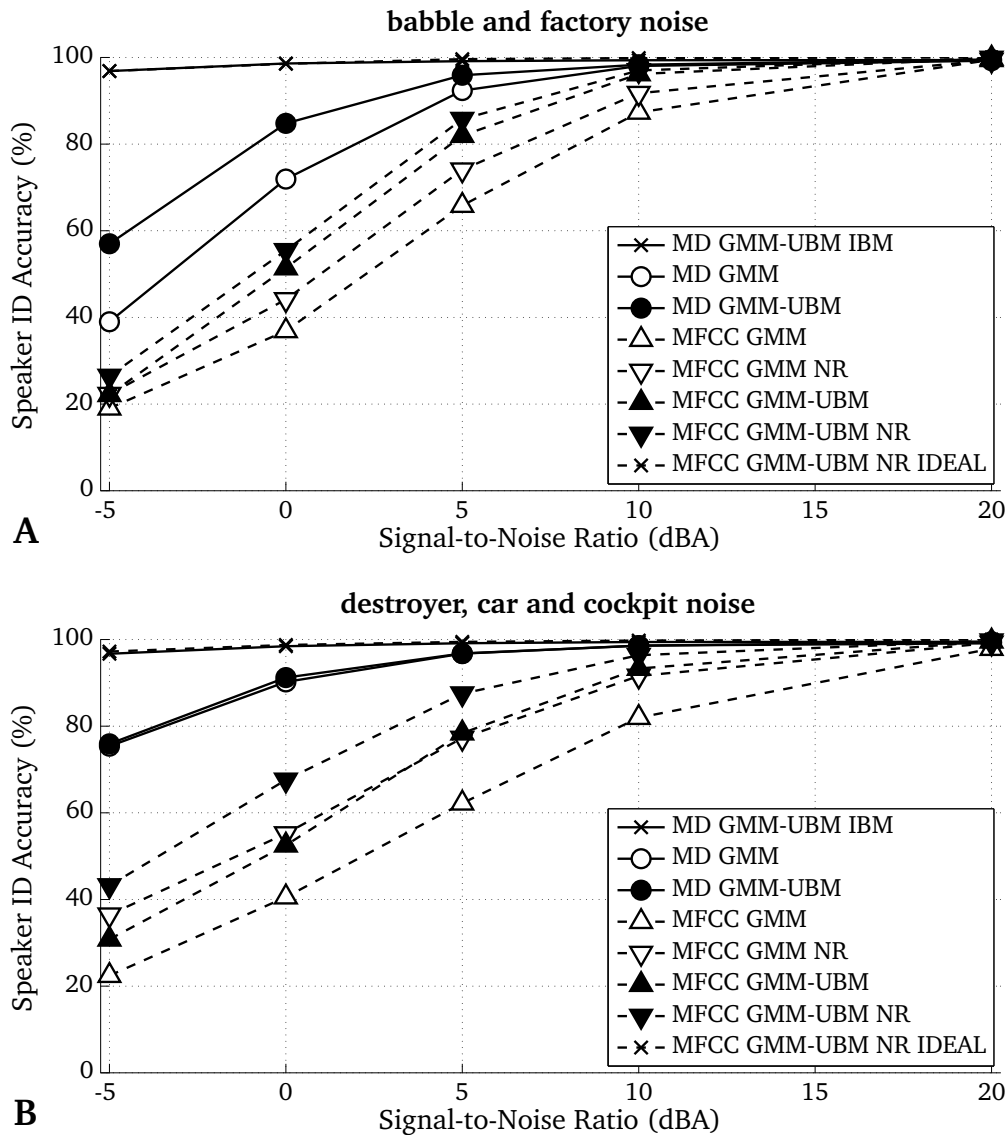 babble and factory noise
100
80
60
40
20
0
Speaker ID Accuracy (%)
MD GMM-UBM IBM
MD GMM
MD GMM-UBM
MFCC GMM
MFCC GMM NR
MFCC GMM-UBM
MFCC GMM-UBM NR
MFCC GMM-UBM NR IDEAL
-5 0 5 10 15 20
Signal-to-Noise Ratio (dBA)
A
destroyer, car and cockpit noise
100
80
60
40
20
0
Speaker ID Accuracy (%)
MD GMM-UBM IBM
MD GMM
MD GMM-UBM
MFCC GMM
MFCC GMM NR
MFCC GMM-UBM
MFCC GMM-UBM NR
MFCC GMM-UBM NR IDEAL
-5 0 5 10 15 20
Signal-to-Noise Ratio (dBA)
B